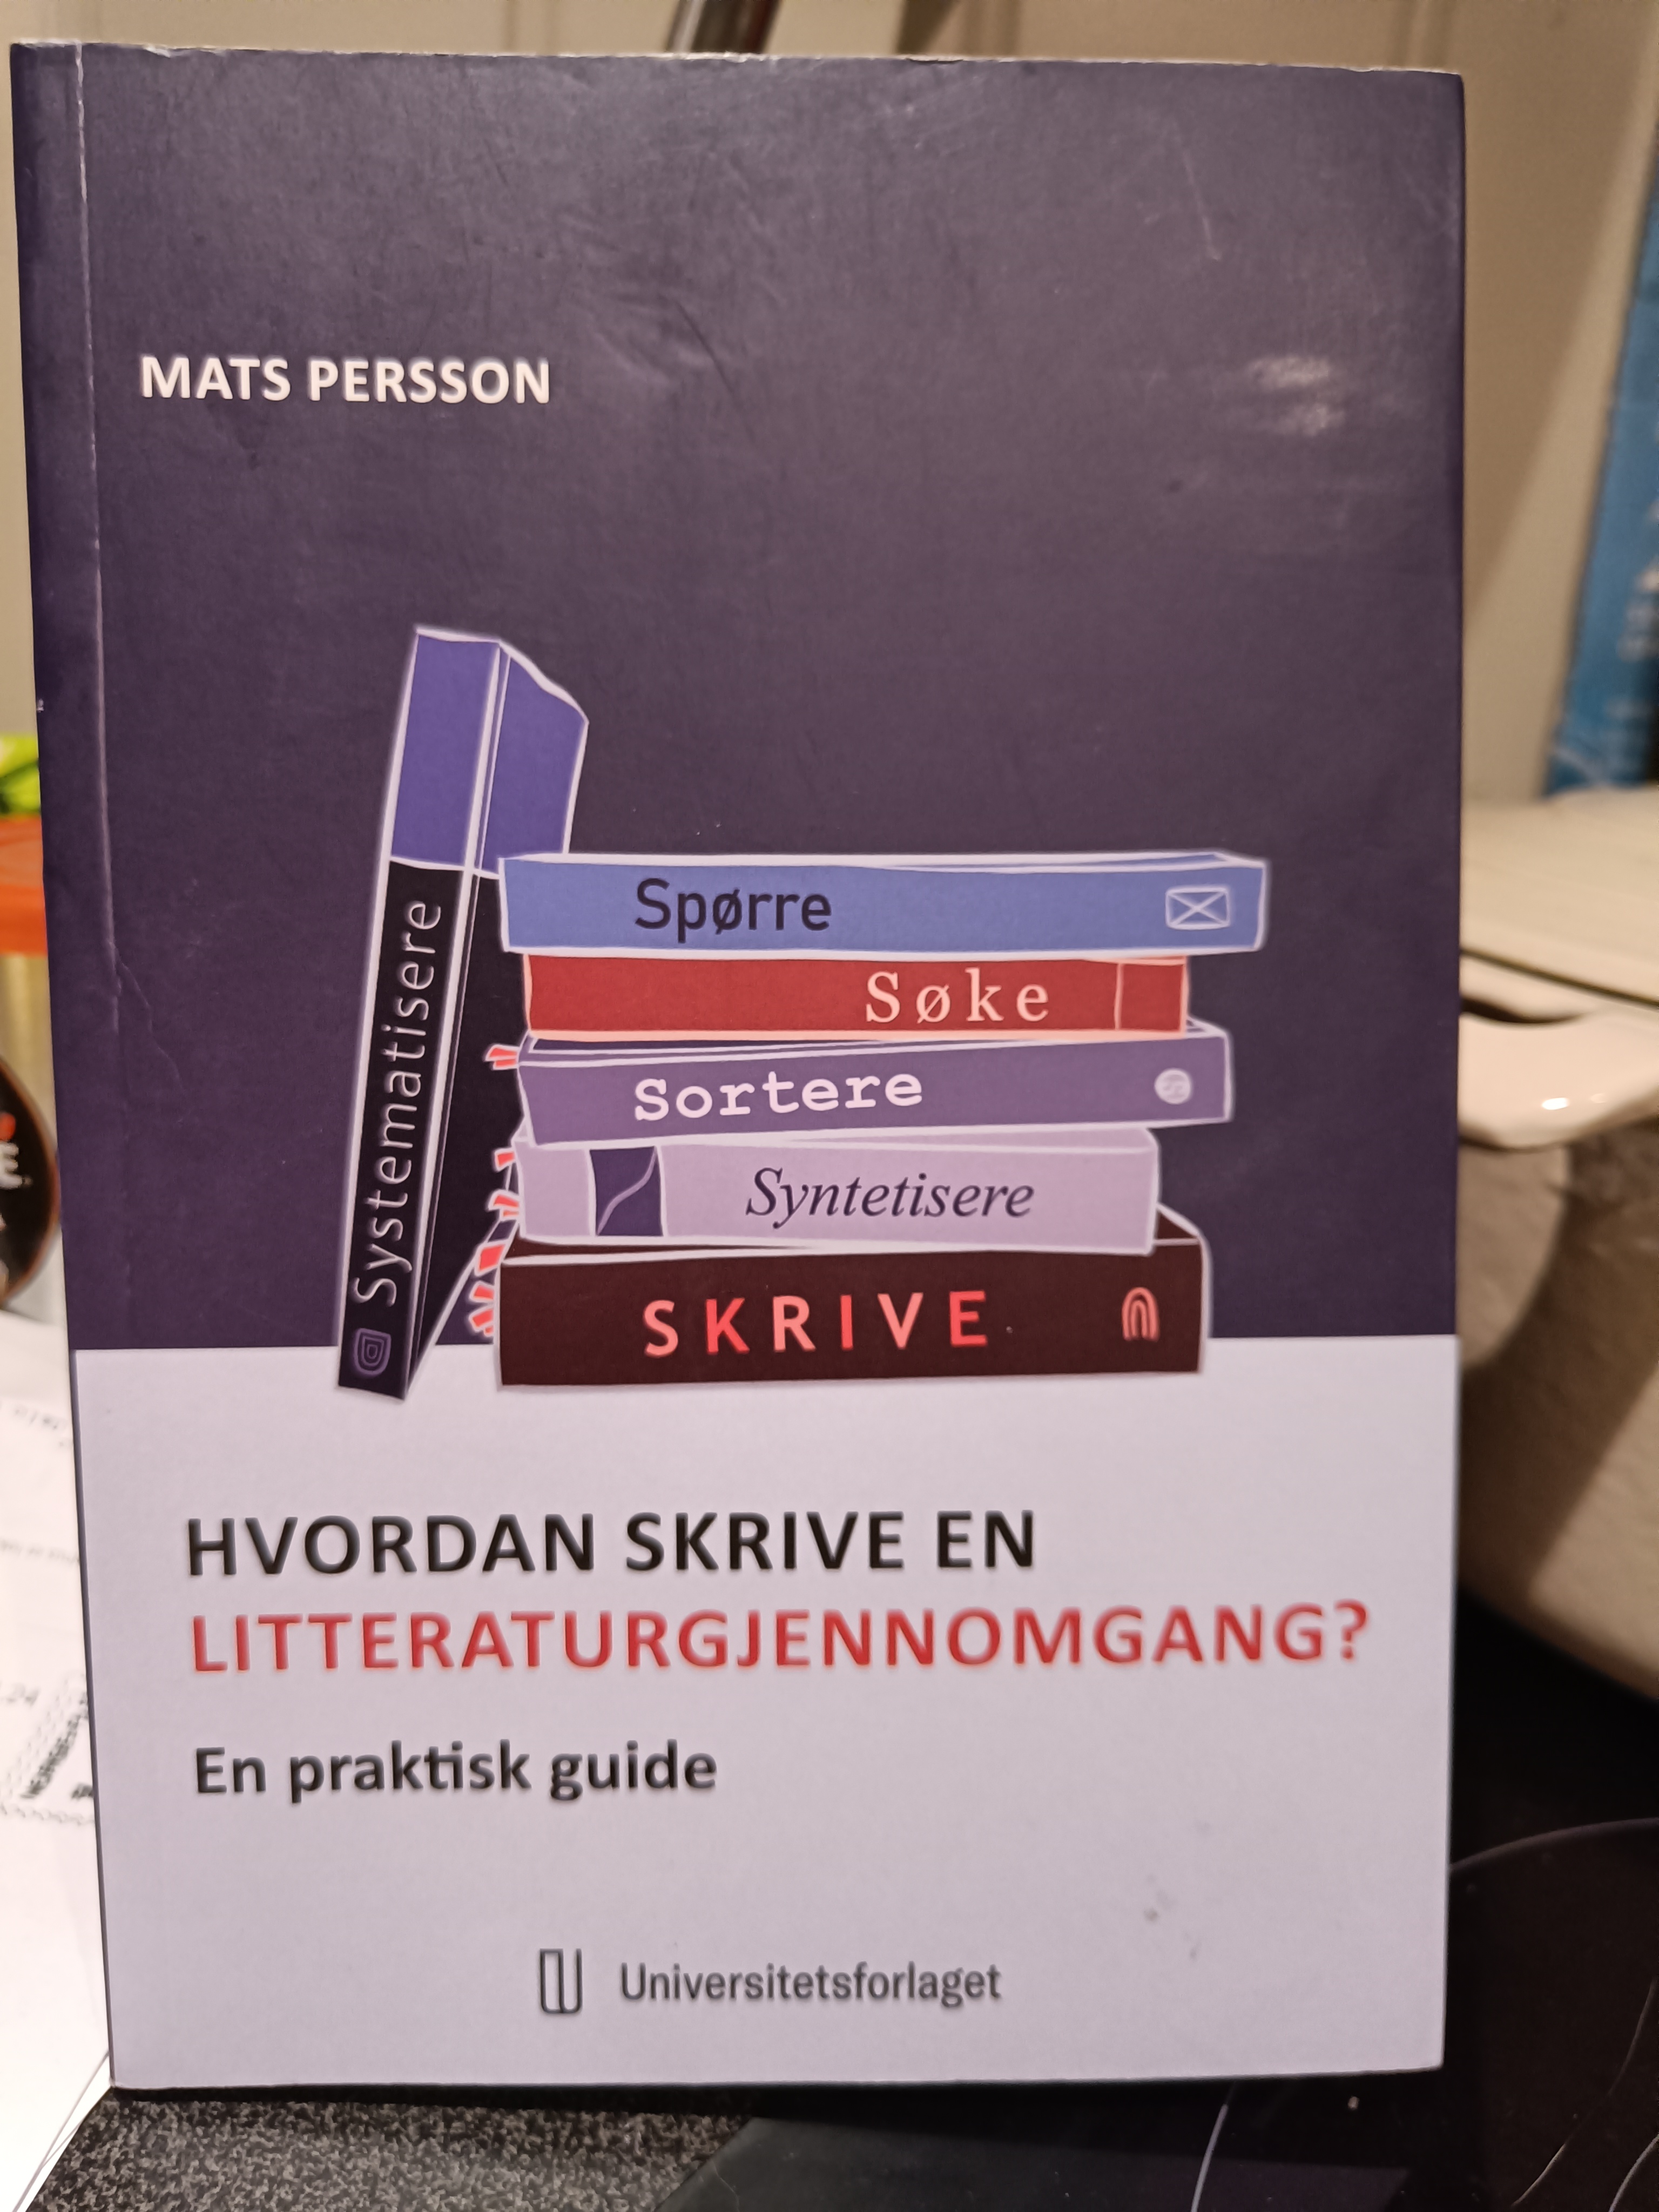 MATS PERSSON
Systematisere
Spørre
Søke
Sortere
Syntetisere
SKRIVE
HVORDAN SKRIVE EN
LITTERATURGJENNOMGANG?
En praktisk guide
Universitetsforlaget